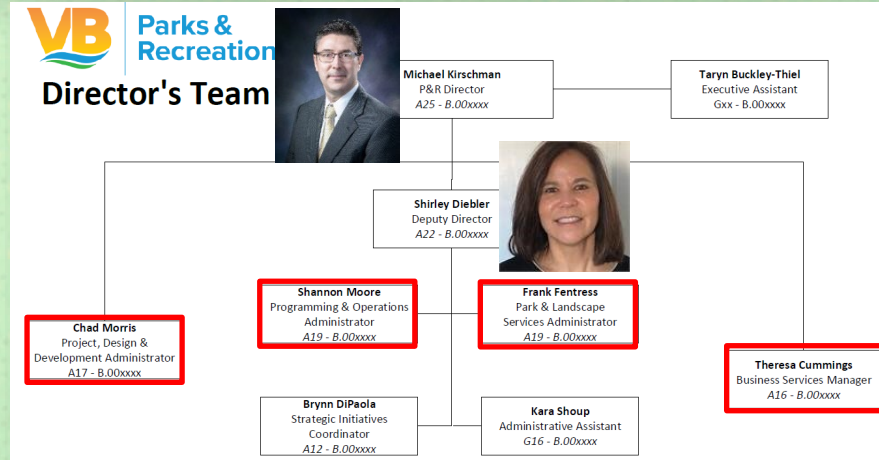 VB
Parks &
Recreation
Director's Team
Michael Kirschman
P&R Director
A25 - B.00xxxx
Taryn Buckley-Thiel
Executive Assistant
Gxx - B.00xxxx
Shirley Diebler
Deputy Director
A22 - B.00xxxx
Shannon Moore
Programming & Operations
Administrator
A19 - B.00xxxx
Frank Fentress
Park & Landscape
Services Administrator
A19 - B.00xxxx
Chad Morris
Project, Design &
Development Administrator
A17 - B.00xxxx
Theresa Cummings
Business Services Manager
A16 - B.00xxxx
Brynn DiPaola
Strategic Initiatives
Coordinator
A12 - B.00xxxx
Kara Shoup
Administrative Assistant
G16 - B.00xxxx